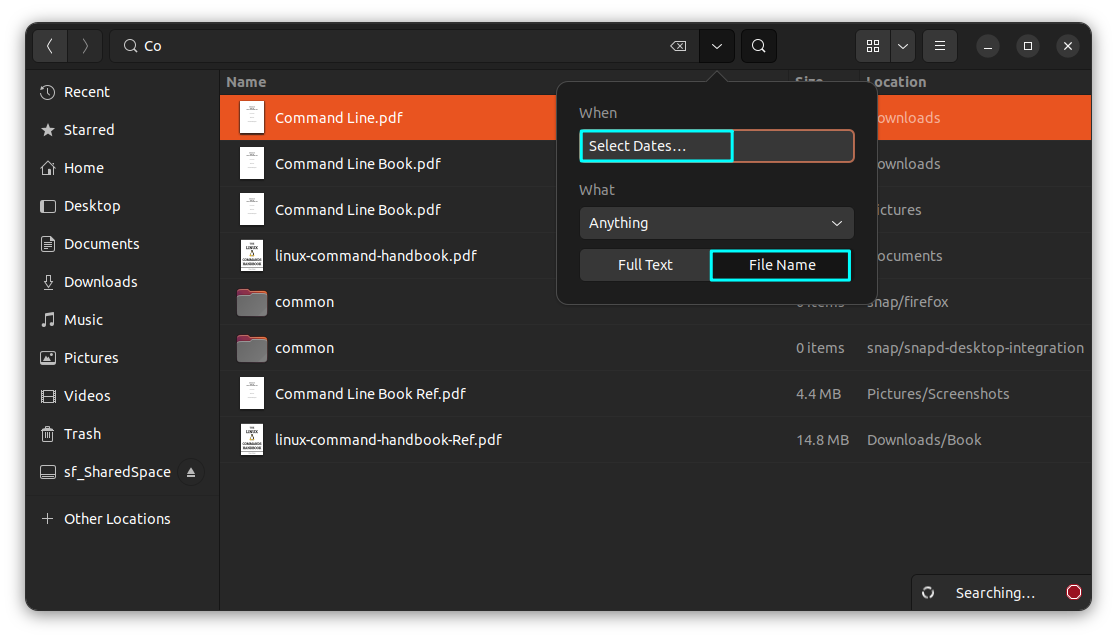 Co
Recent
Starred
Home
Desktop
Documents
Downloads
Music
Pictures
Videos
Trash
sf_SharedSpace
Other Locations
Name Size Location
Command Line.pdf ownloads
Command Line Book.pdf ownloads
Command Line Book.pdf ictures
linux-command-handbook.pdf ocuments
common 0 items snap/firefox
common 0 items snap/snapd-desktop-integration
Command Line Book Ref.pdf 4.4 MB Pictures/Screenshots
linux-command-handbook-Ref.pdf 14.8 MB Downloads/Book
When
Select Dates...
What
Anything
Full Text File Name
Searching...